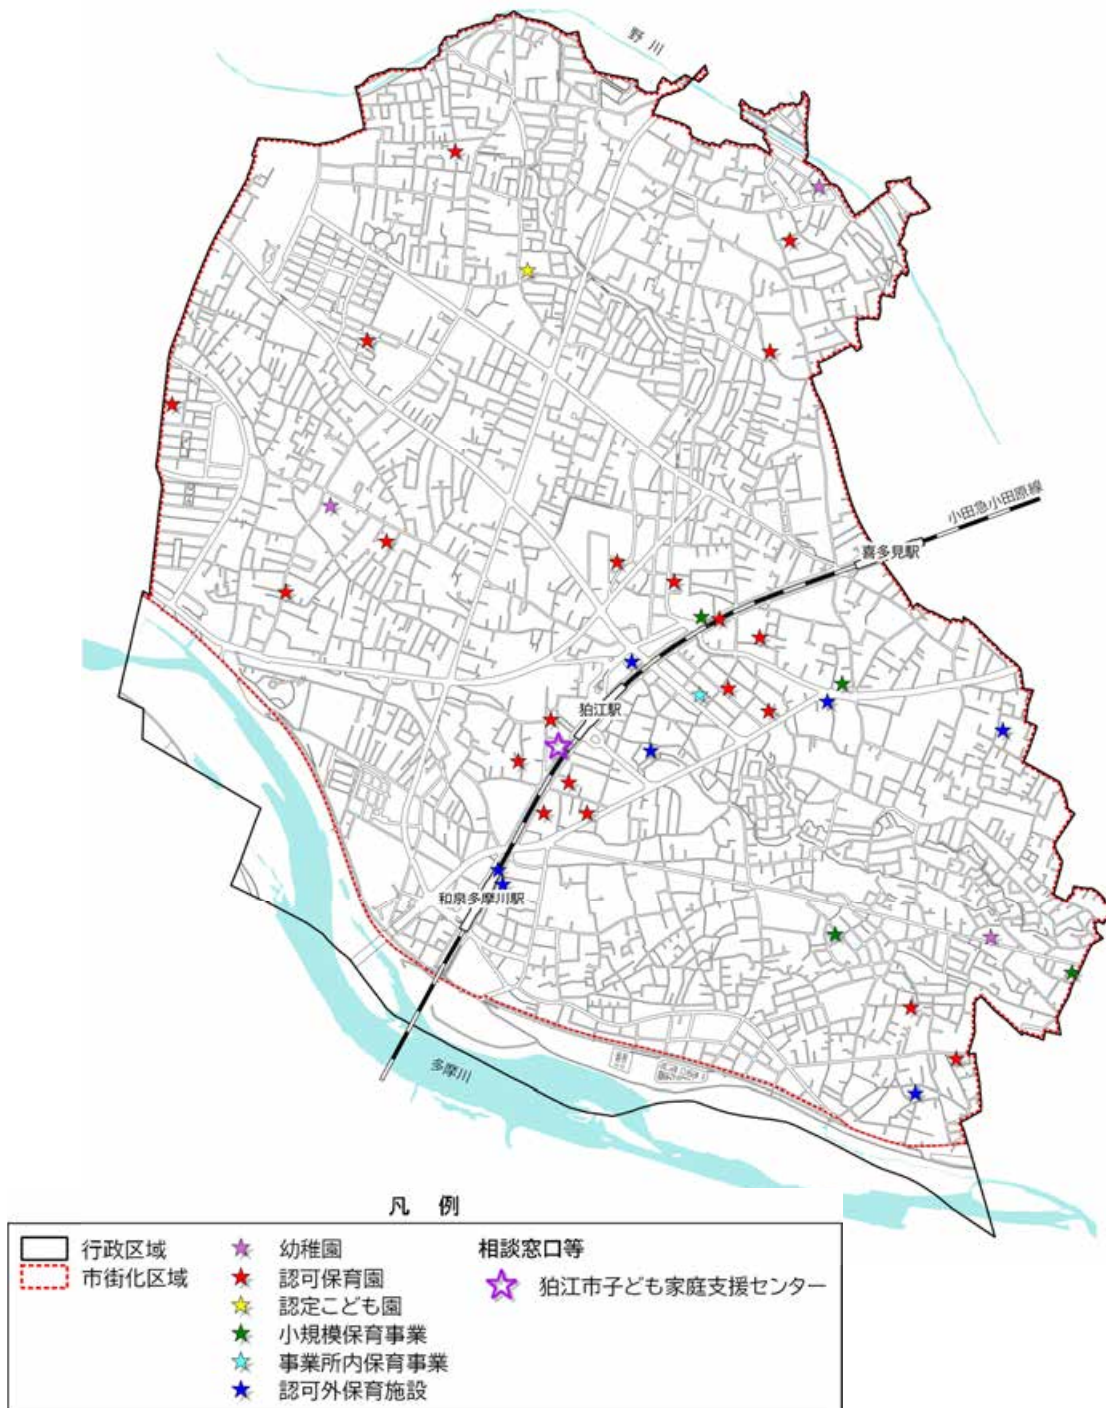 野川
小田急小田原線
喜多見駅
狛江駅
和泉多摩川駅
多摩川
凡　例
行政区域
市街化区域
幼稚園
認可保育園
認定こども園
小規模保育事業
事業所内保育事業
認可外保育施設
相談窓口等
狛江市子ども家庭支援センター